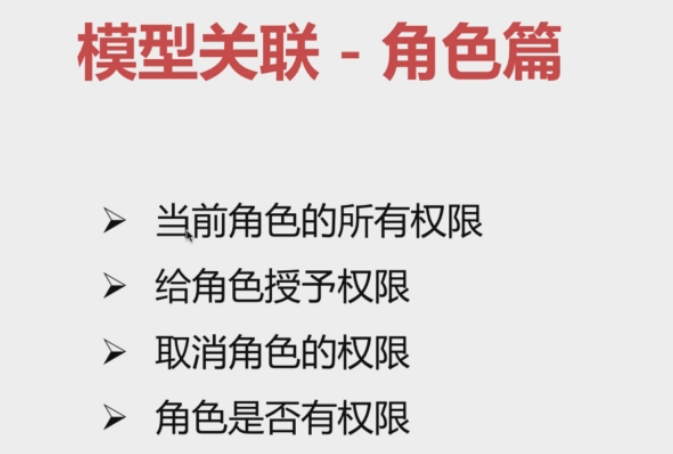 模型关联 - 角色篇
当前角色的所有权限
给角色授予权限
取消角色的权限
角色是否有权限